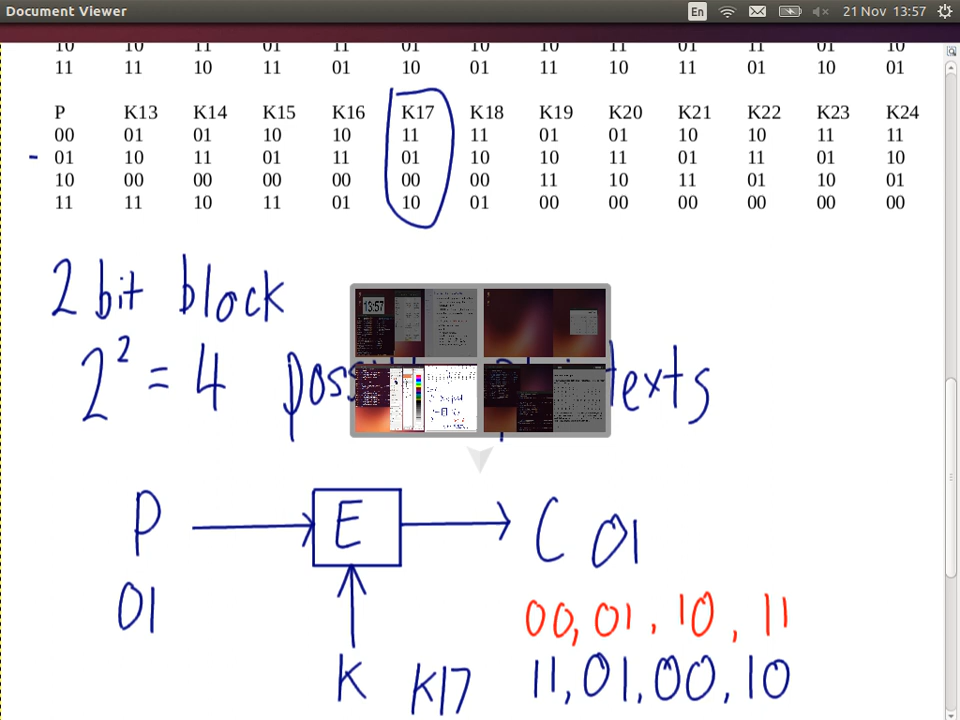 Document Viewer En 21 Nov 13:57
10 10 11 01 11 01 10 10 11 01 11 01 10
11 11 10 11 01 10 01 11 10 11 01 10 01
P K13 K14 K15 K16 K17 K18 K19 K20 K21 K22 K23 K24
00 01 01 10 10 11 11 01 01 10 10 11 11
- 01 10 11 01 11 01 10 10 11 01 11 01 10
10 00 00 00 00 00 00 11 10 11 01 10 01
11 11 10 11 01 10 01 00 00 00 00 00 00
2 bit block
13:57
2² = 4
P → E → C 01
01
00, 01, 10, 11
K K17 11, 01, 00, 10